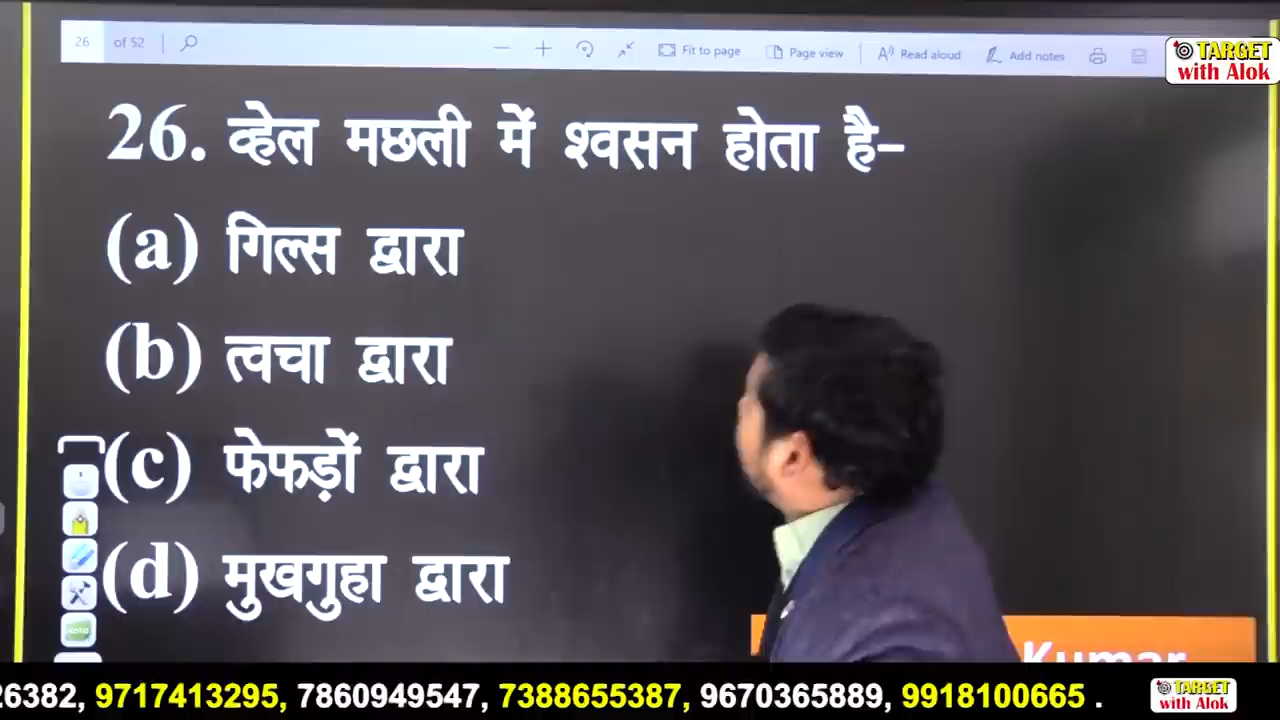 26 of 52 Fit to page Page view Read aloud Add notes
TARGET
with Alok
26. व्हेल मछली में श्वसन होता है-
(a) गिल्स द्वारा
(b) त्वचा द्वारा
(c) फेफड़ों द्वारा
(d) मुखगुहा द्वारा
Kumar
26382, 9717413295, 7860949547, 7388655387, 9670365889, 9918100665 .
TARGET
with Alok